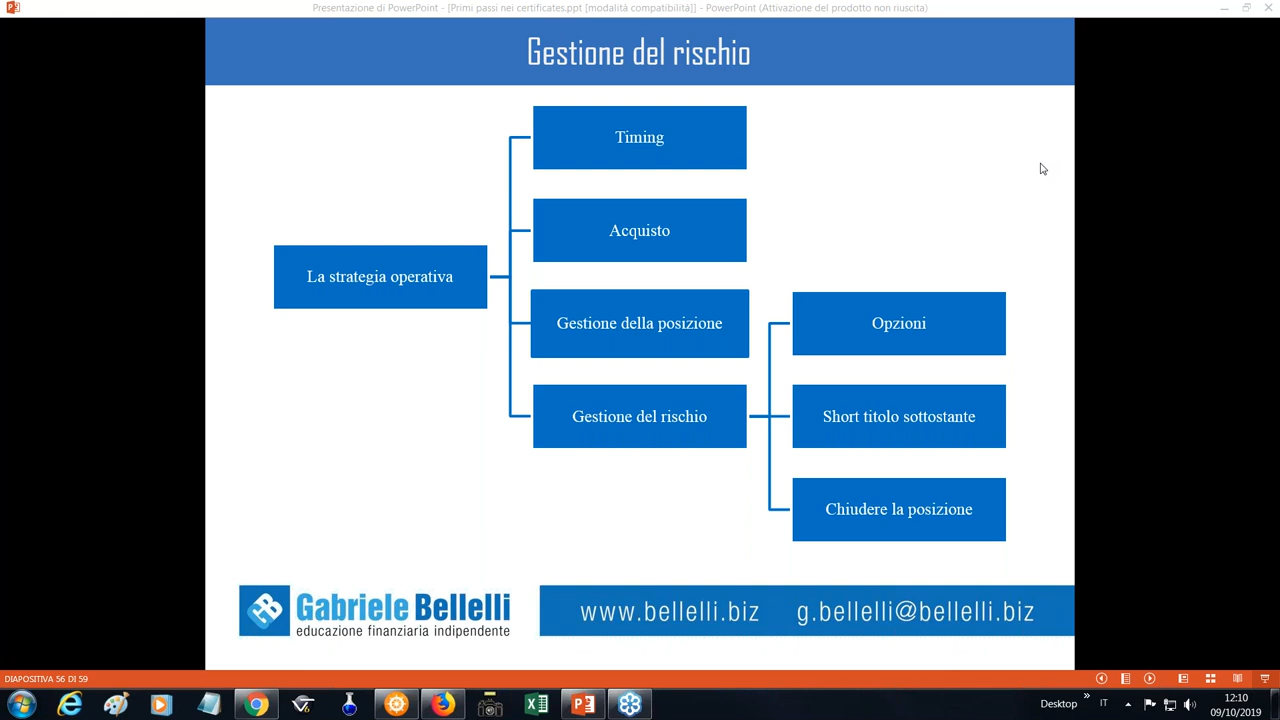 Presentazione di PowerPoint - [Primi passi nei certificates.ppt [modalità compatibilità]] - PowerPoint (Attivazione del prodotto non riuscita)
Gestione del rischio
Timing
Acquisto
La strategia operativa
Gestione della posizione
Opzioni
Gestione del rischio
Short titolo sottostante
Chiudere la posizione
Gabriele Bellelli
educazione finanziaria indipendente
www.bellelli.biz g.bellelli@bellelli.biz
DIAPOSITIVA 56 DI 59
Desktop
IT
12:10
09/10/2019